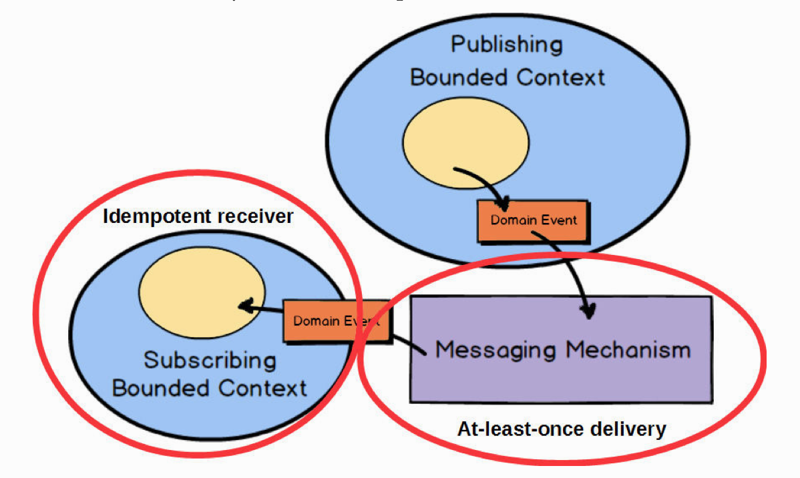 Publishing
Bounded Context
Domain Event
Idempotent receiver
Domain Event
Subscribing
Bounded Context
Messaging Mechanism
At-least-once delivery